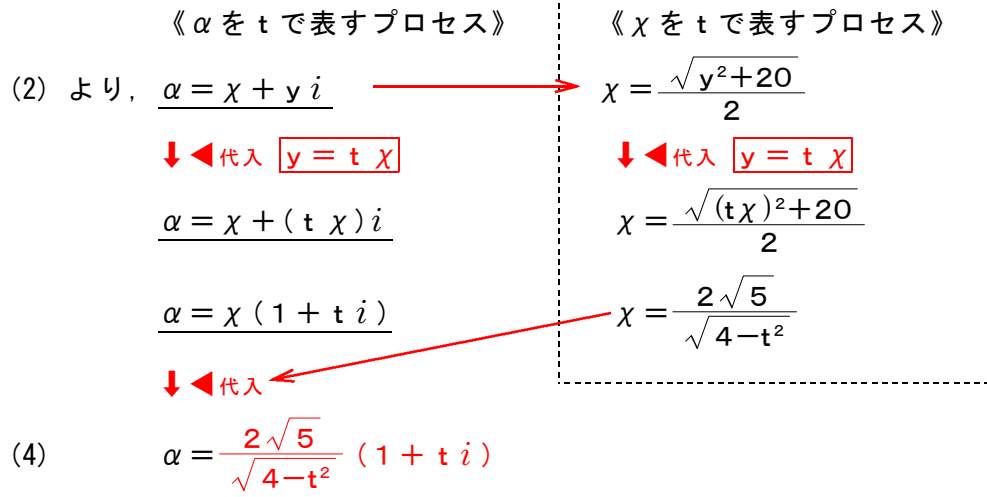 《αをtで表すプロセス》 《χをtで表すプロセス》
(2) より, α=χ+yi χ=√(y²+20)/2
代入 y=tχ 代入 y=tχ
α=χ+(tχ)i χ=√((tχ)²+20)/2
α=χ(1+ti) χ=2√5/√(4-t²)
代入
(4) α=2√5/√(4-t²) (1+ti)